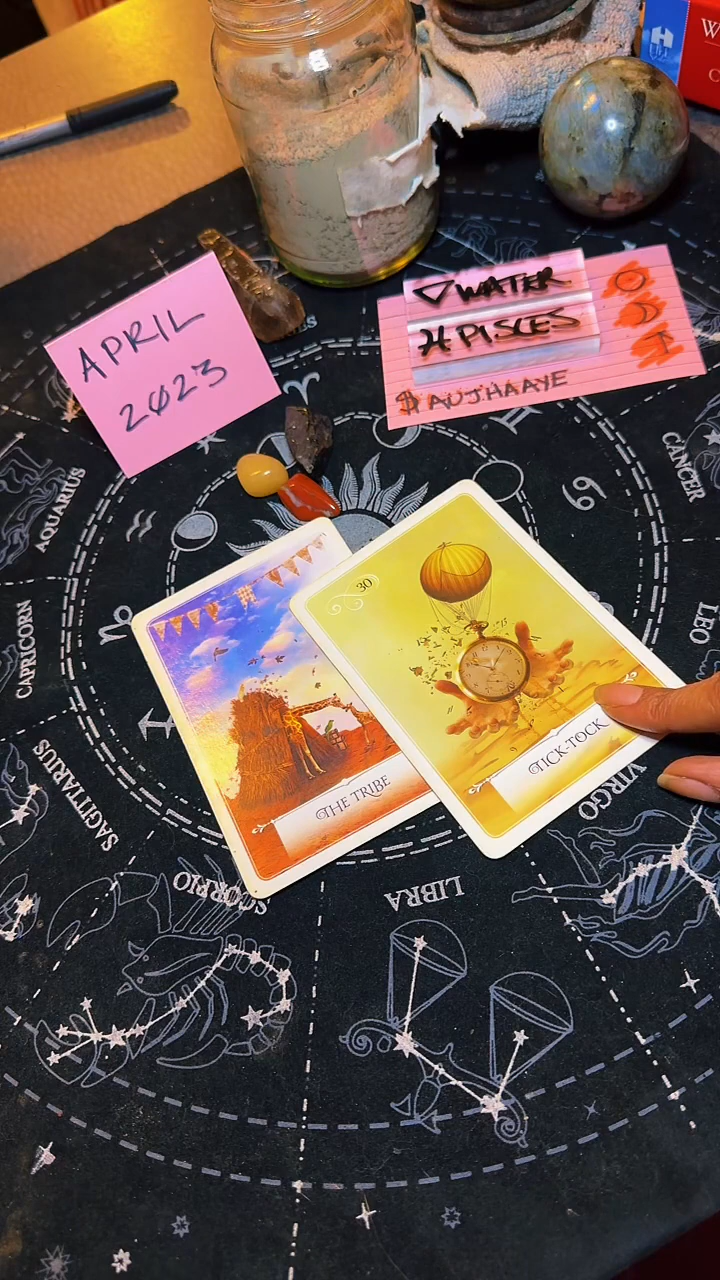 W
C
APRIL
2023
▽ WATER
♓ PISCES
$AUJHAAYE
CANCER
AQUARIUS
CAPRICORN
LEO
30
TICK-TOCK
THE TRIBE
SAGITTARIUS
VIRGO
SCORPIO
LIBRA